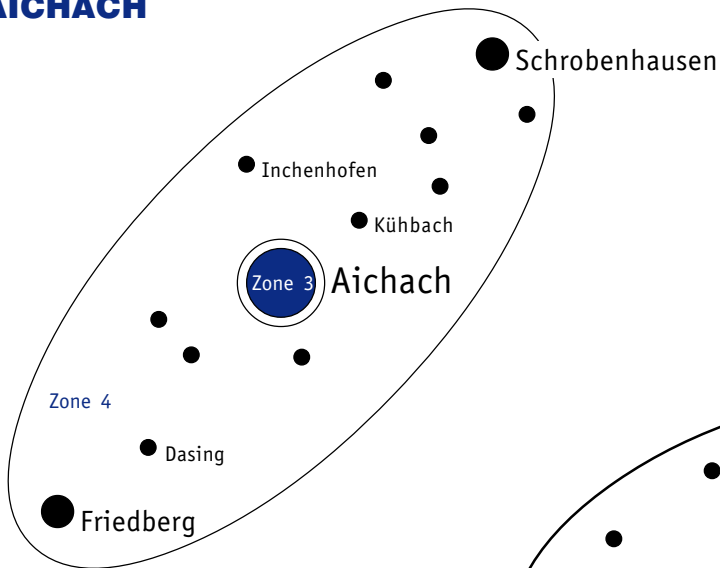 AICHACH
Schrobenhausen
Inchenhofen
Kühbach
Zone 3
Aichach
Zone 4
Dasing
Friedberg